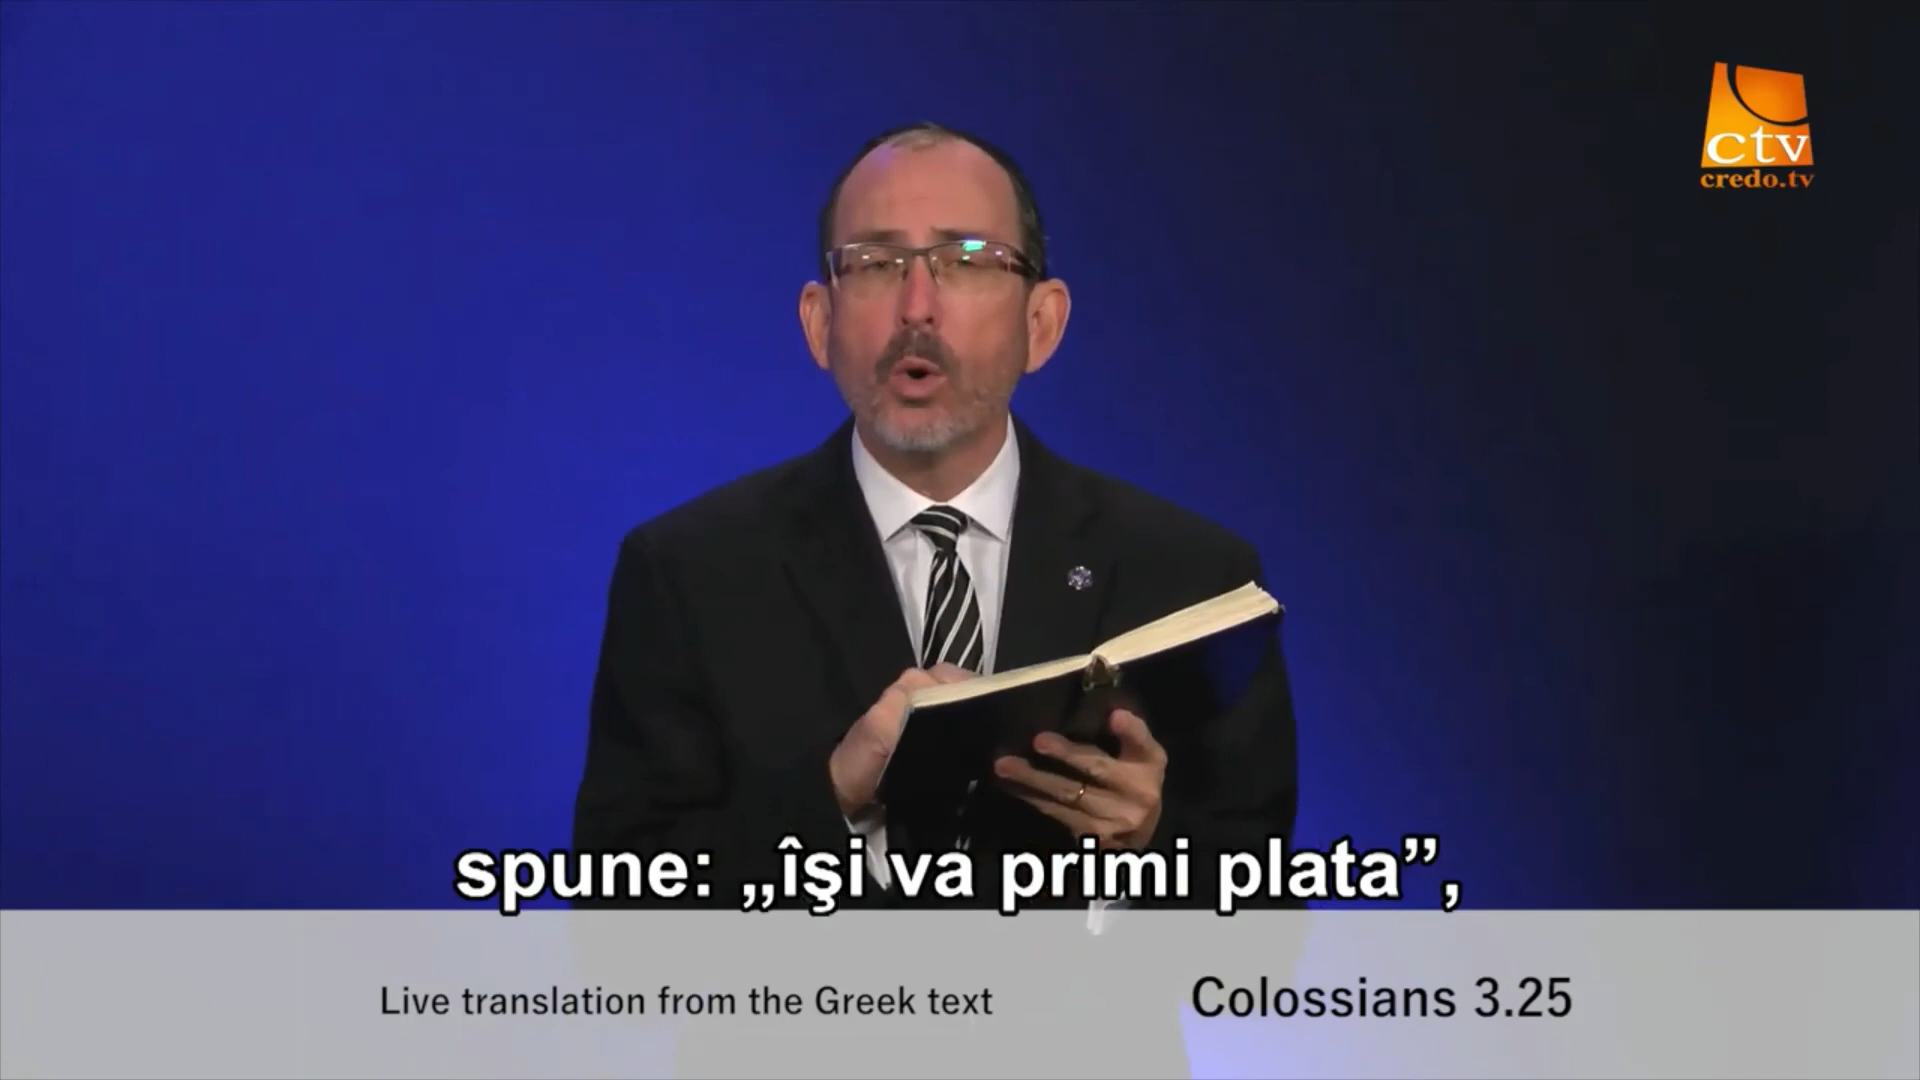 ctv
credo.tv
spune: „îşi va primi plata”,
Live translation from the Greek text
Colossians 3.25